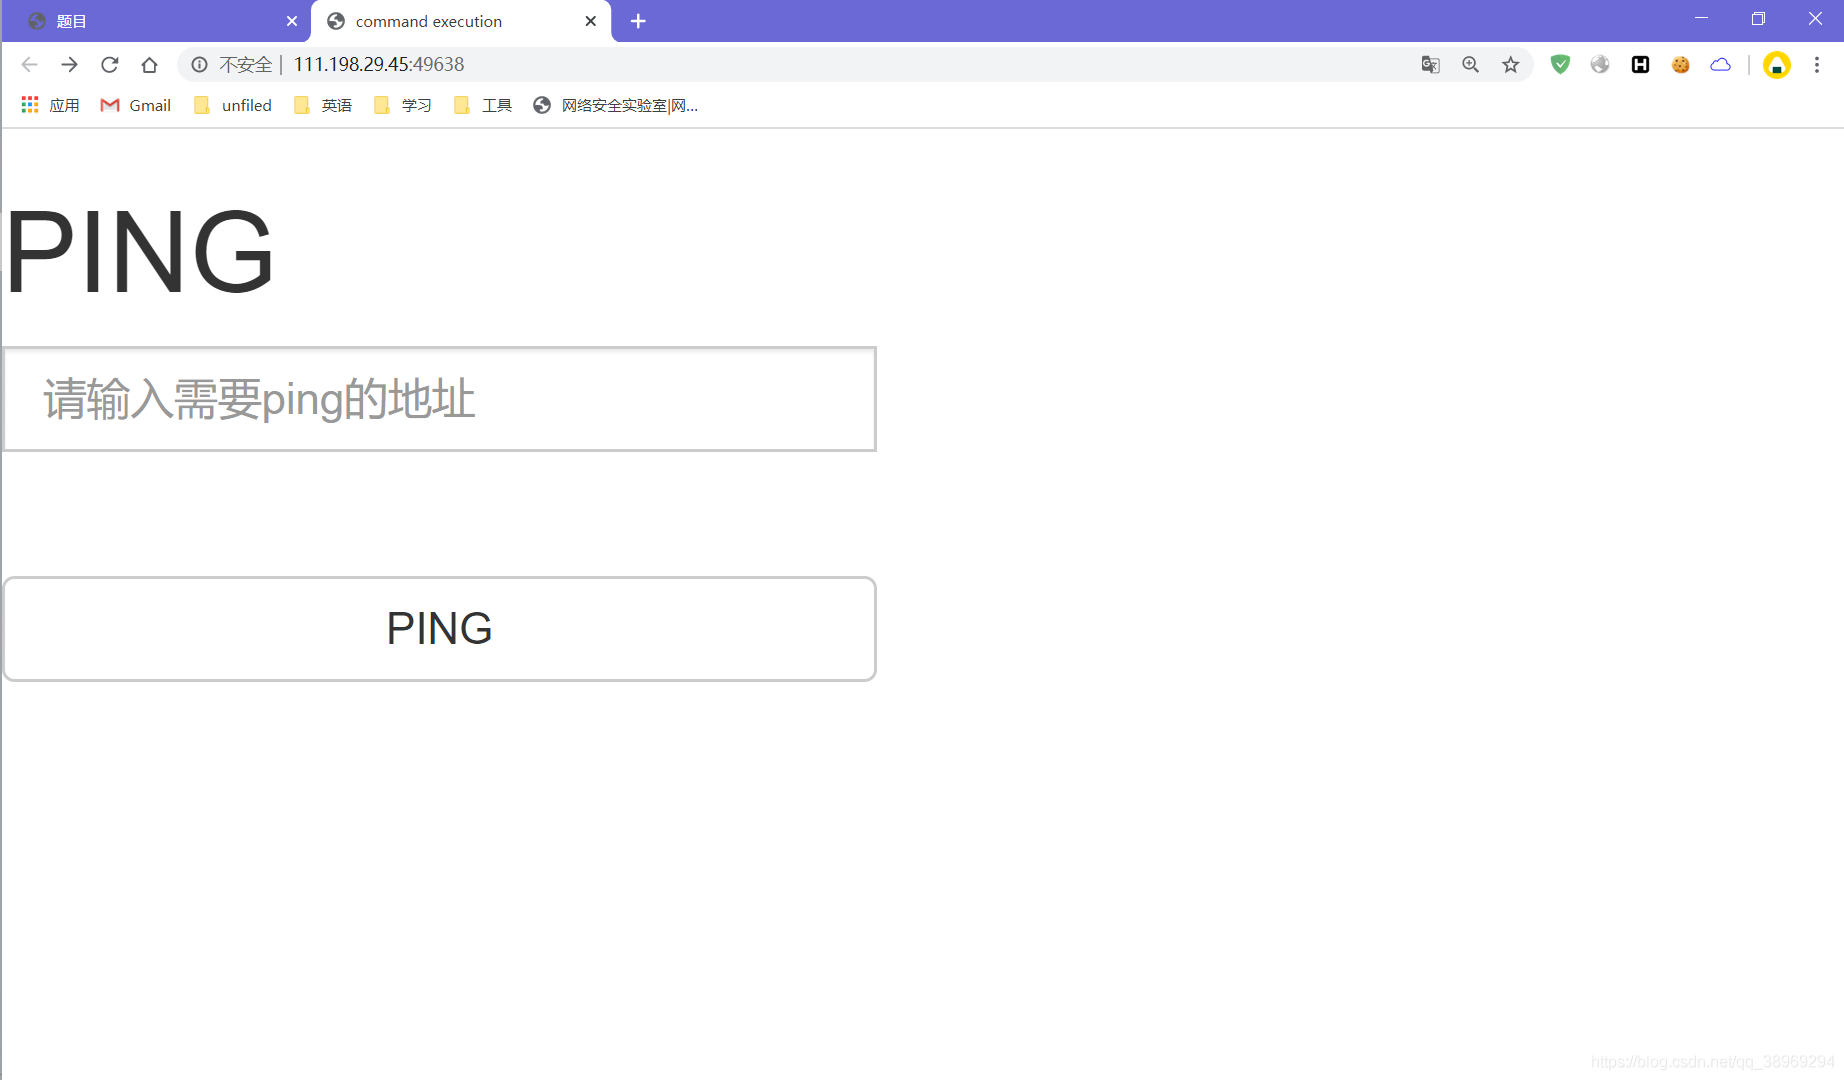 题目
command execution
不安全 | 111.198.29.45:49638
应用 Gmail unfiled 英语 学习 工具 网络安全实验室|网...
PING
请输入需要ping的地址
PING
https://blog.csdn.net/qq_38969294